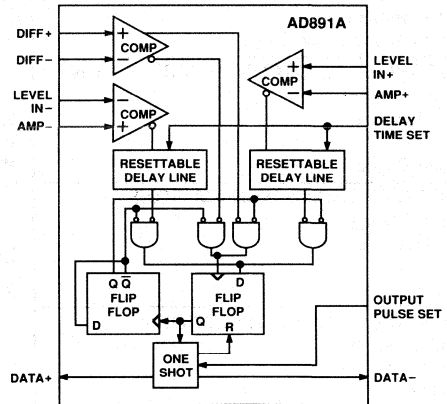 AD891A
DIFF+
DIFF−
+
−
COMP
LEVEL
IN+
AMP+
+
−
COMP
LEVEL
IN−
AMP−
−
+
COMP
DELAY
TIME SET
RESETTABLE
DELAY LINE
RESETTABLE
DELAY LINE
Q Q̅
FLIP
FLOP
D
D
FLIP
FLOP
Q
R
OUTPUT
PULSE SET
ONE
SHOT
DATA+
DATA−